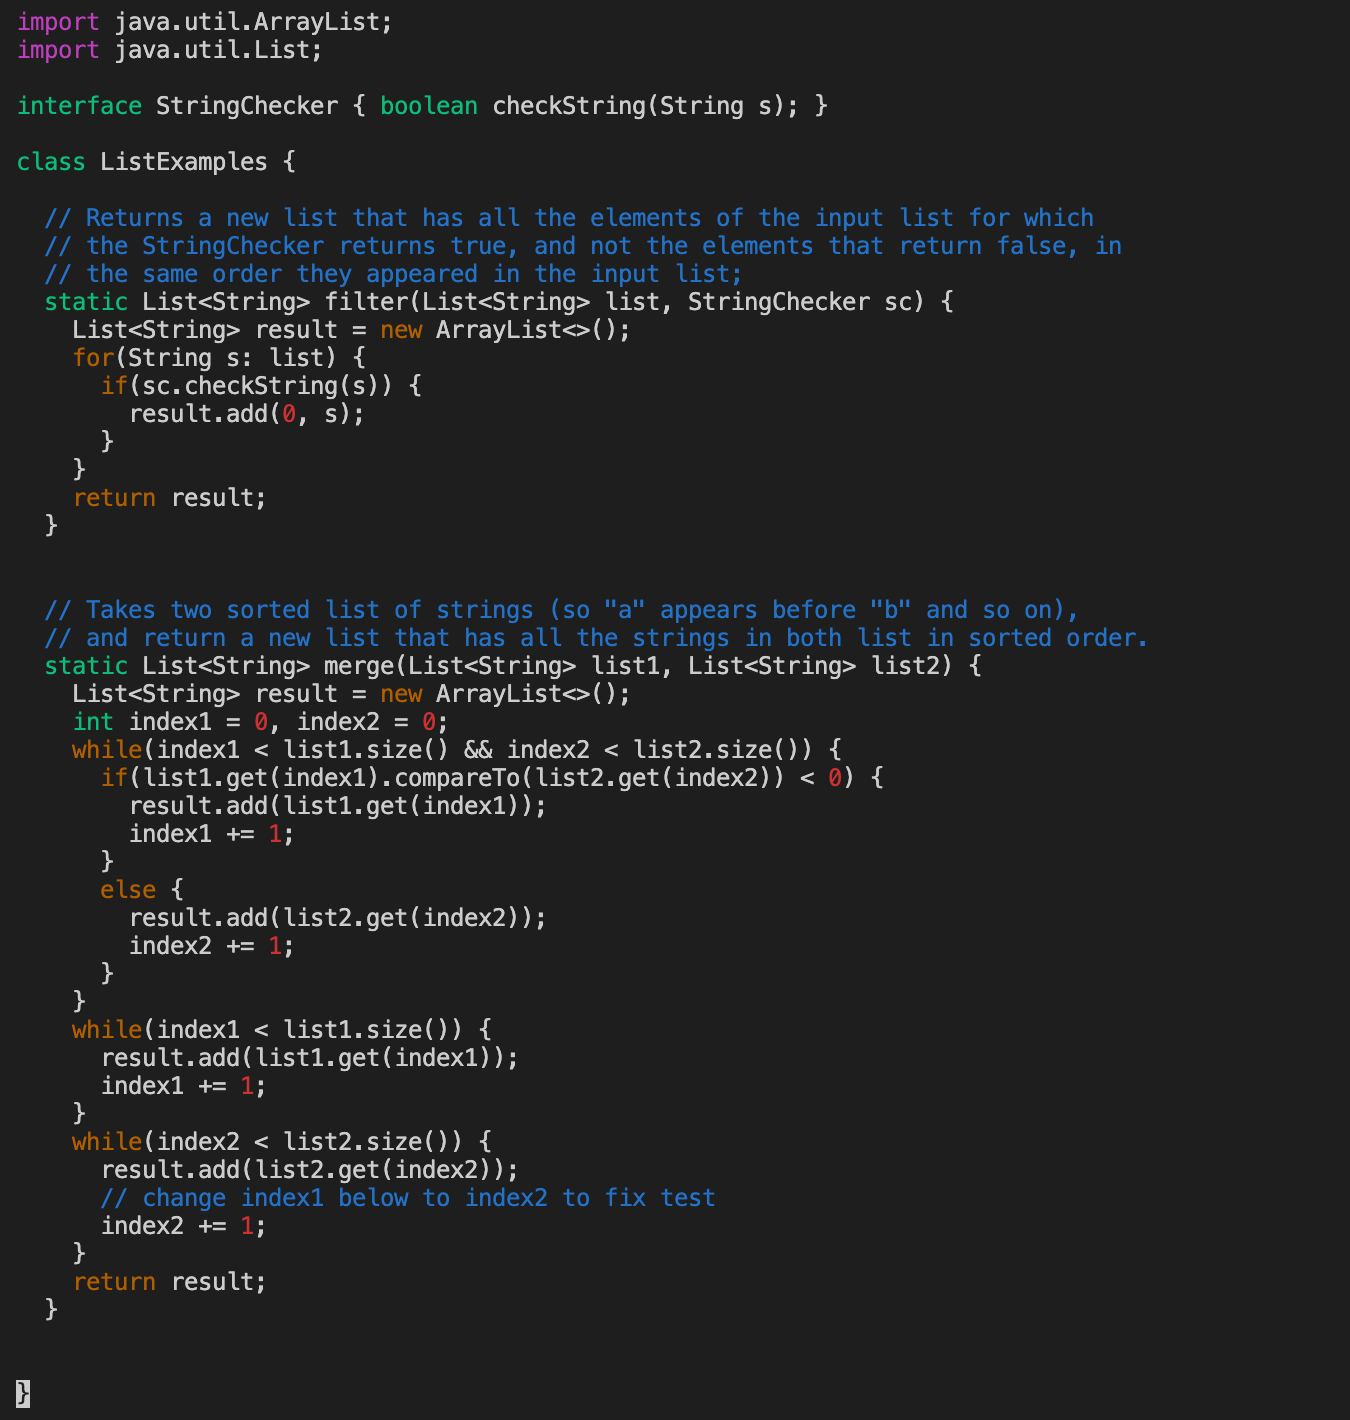 import java.util.ArrayList;
import java.util.List;

interface StringChecker { boolean checkString(String s); }

class ListExamples {

  // Returns a new list that has all the elements of the input list for which
  // the StringChecker returns true, and not the elements that return false, in
  // the same order they appeared in the input list;
  static List<String> filter(List<String> list, StringChecker sc) {
    List<String> result = new ArrayList<>();
    for(String s: list) {
      if(sc.checkString(s)) {
        result.add(0, s);
      }
    }
    return result;
  }


  // Takes two sorted list of strings (so "a" appears before "b" and so on),
  // and return a new list that has all the strings in both list in sorted order.
  static List<String> merge(List<String> list1, List<String> list2) {
    List<String> result = new ArrayList<>();
    int index1 = 0, index2 = 0;
    while(index1 < list1.size() && index2 < list2.size()) {
      if(list1.get(index1).compareTo(list2.get(index2)) < 0) {
        result.add(list1.get(index1));
        index1 += 1;
      }
      else {
        result.add(list2.get(index2));
        index2 += 1;
      }
    }
    while(index1 < list1.size()) {
      result.add(list1.get(index1));
      index1 += 1;
    }
    while(index2 < list2.size()) {
      result.add(list2.get(index2));
      // change index1 below to index2 to fix test
      index2 += 1;
    }
    return result;
  }


}